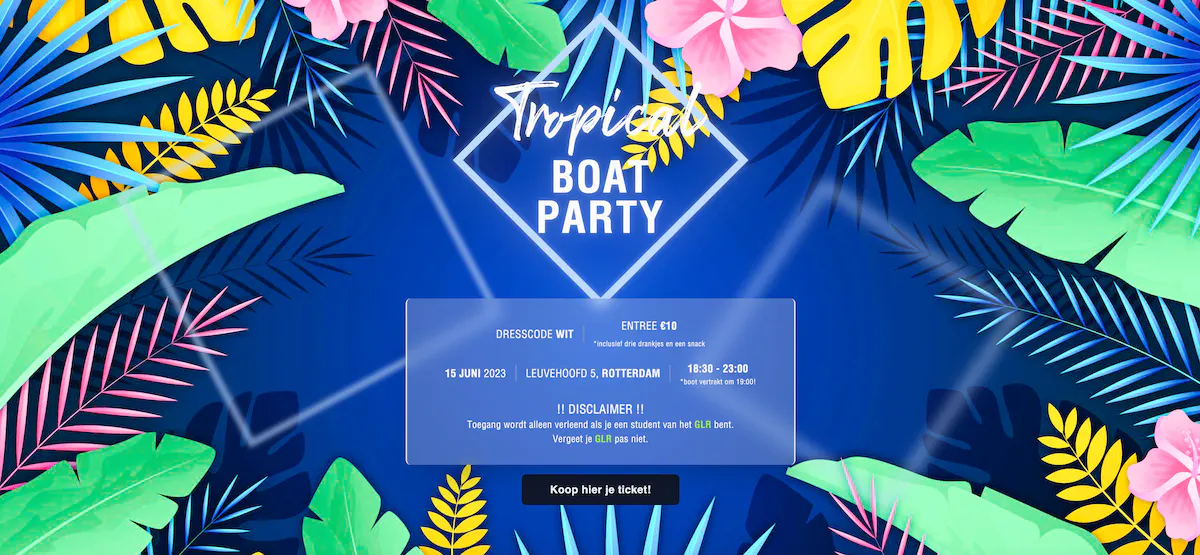 Tropical
BOAT
PARTY
DRESSCODE WIT
ENTREE €10
*inclusief drie drankjes en een snack
15 JUNI 2023
LEUVEHOOFD 5, ROTTERDAM
18:30 - 23:00
*boot vertrekt om 19:00!
!! DISCLAIMER !!
Toegang wordt alleen verleend als je een student van het GLR bent.
Vergeet je GLR pas niet.
Koop hier je ticket!